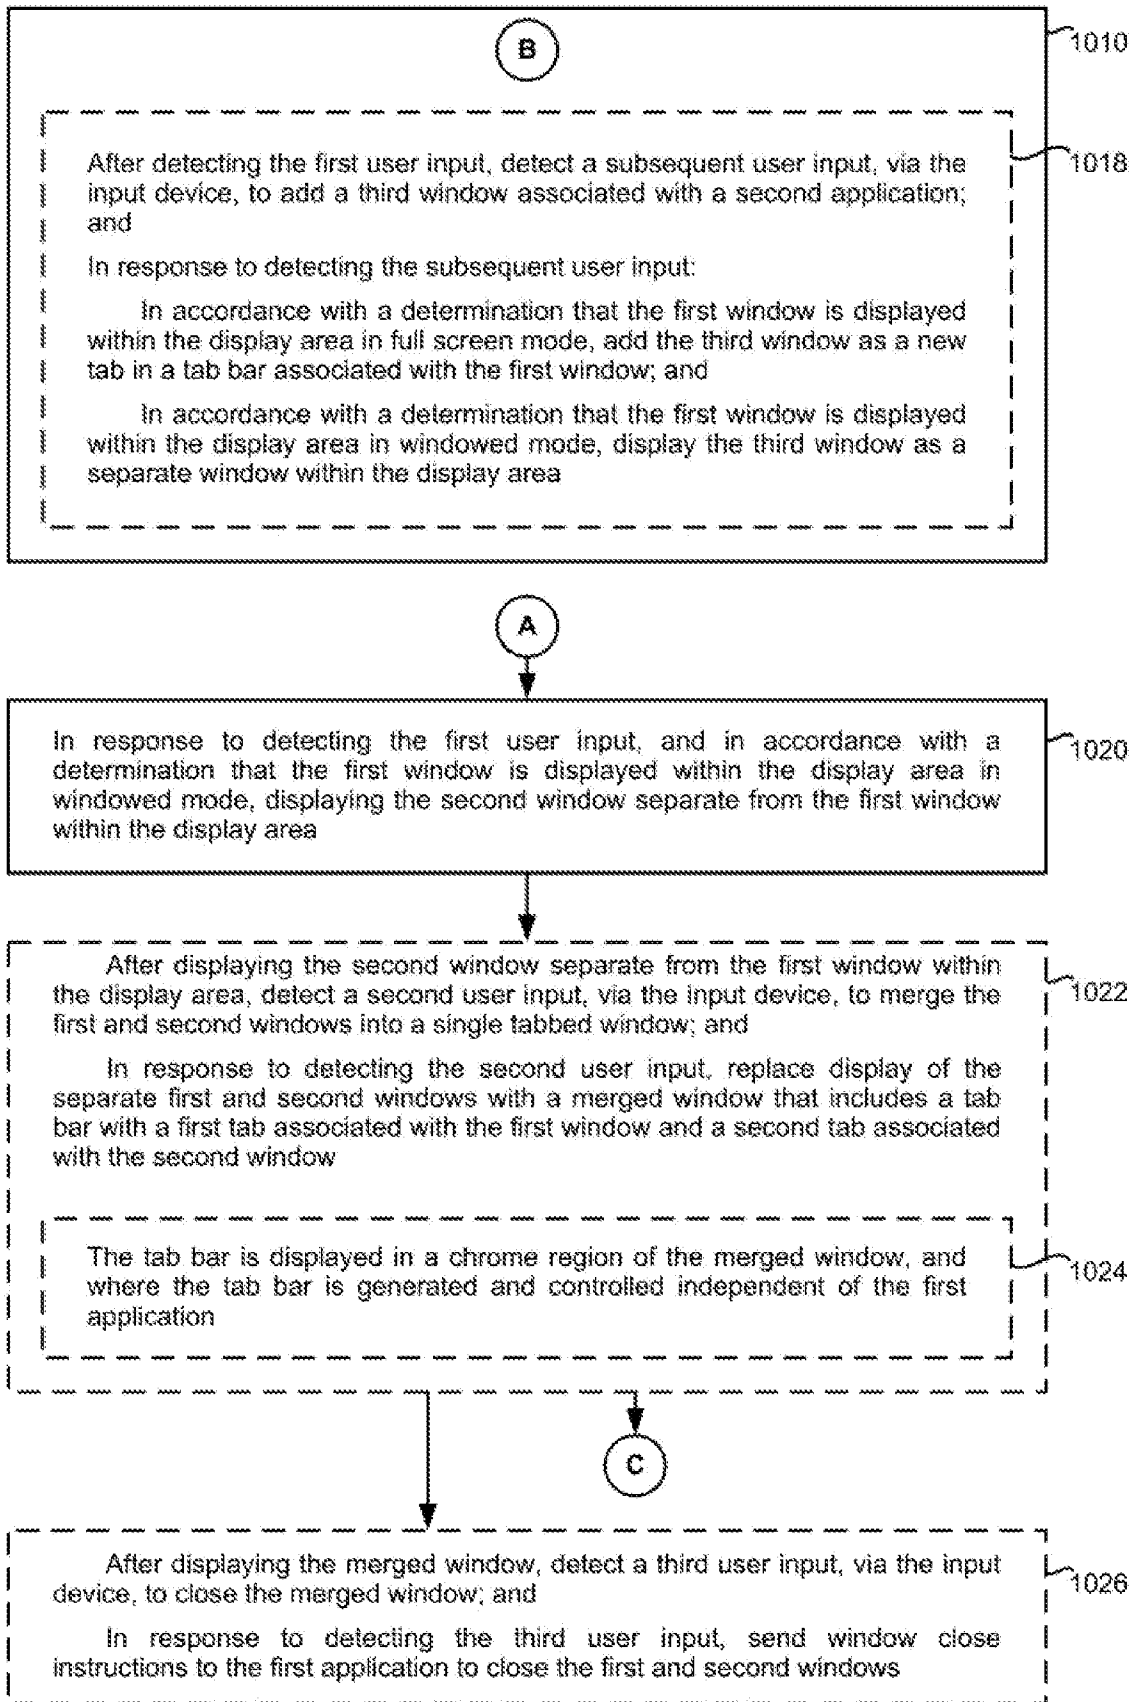 B
1010
After detecting the first user input, detect a subsequent user input, via the
input device, to add a third window associated with a second application;
and
1018
In response to detecting the subsequent user input:
In accordance with a determination that the first window is displayed
within the display area in full screen mode, add the third window as a new
tab in a tab bar associated with the first window; and
In accordance with a determination that the first window is displayed
within the display area in windowed mode, display the third window as a
separate window within the display area
A
In response to detecting the first user input, and in accordance with a
determination that the first window is displayed within the display area in
windowed mode, displaying the second window separate from the first window
within the display area
1020
After displaying the second window separate from the first window within
the display area, detect a second user input, via the input device, to merge the
first and second windows into a single tabbed window; and
1022
In response to detecting the second user input, replace display of the
separate first and second windows with a merged window that includes a tab
bar with a first tab associated with the first window and a second tab associated
with the second window
The tab bar is displayed in a chrome region of the merged window, and
where the tab bar is generated and controlled independent of the first
application
1024
C
After displaying the merged window, detect a third user input, via the input
device, to close the merged window; and
1026
In response to detecting the third user input, send window close
instructions to the first application to close the first and second windows